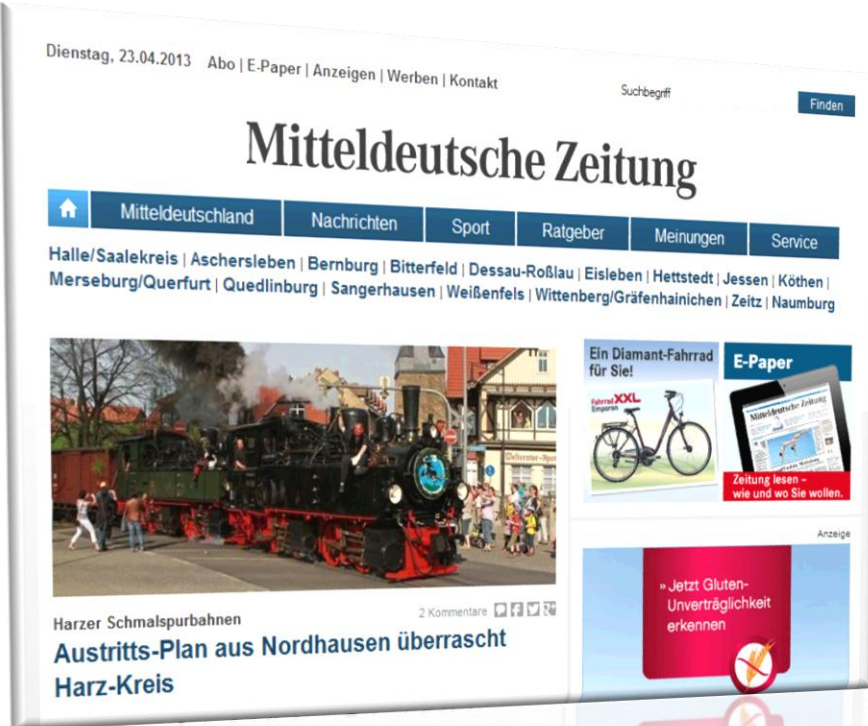 Dienstag, 23.04.2013 Abo | E-Paper | Anzeigen | Werben | Kontakt
Suchbegriff Finden
Mitteldeutsche Zeitung
Mitteldeutschland Nachrichten Sport Ratgeber Meinungen Service
Halle/Saalekreis | Aschersleben | Bernburg | Bitterfeld | Dessau-Roßlau | Eisleben | Hettstedt | Jessen | Köthen |
Merseburg/Querfurt | Quedlinburg | Sangerhausen | Weißenfels | Wittenberg/Gräfenhainichen | Zeitz | Naumburg
Ein Diamant-Fahrrad
für Sie!
Fahrrad XXL
Emporon
E-Paper
Mitteldeutsche Zeitung
Zeitung lesen –
wie und wo Sie wollen.
Anzeige
» Jetzt Gluten-
Unverträglichkeit
erkennen
2 Kommentare
Harzer Schmalspurbahnen
Austritts-Plan aus Nordhausen überrascht
Harz-Kreis